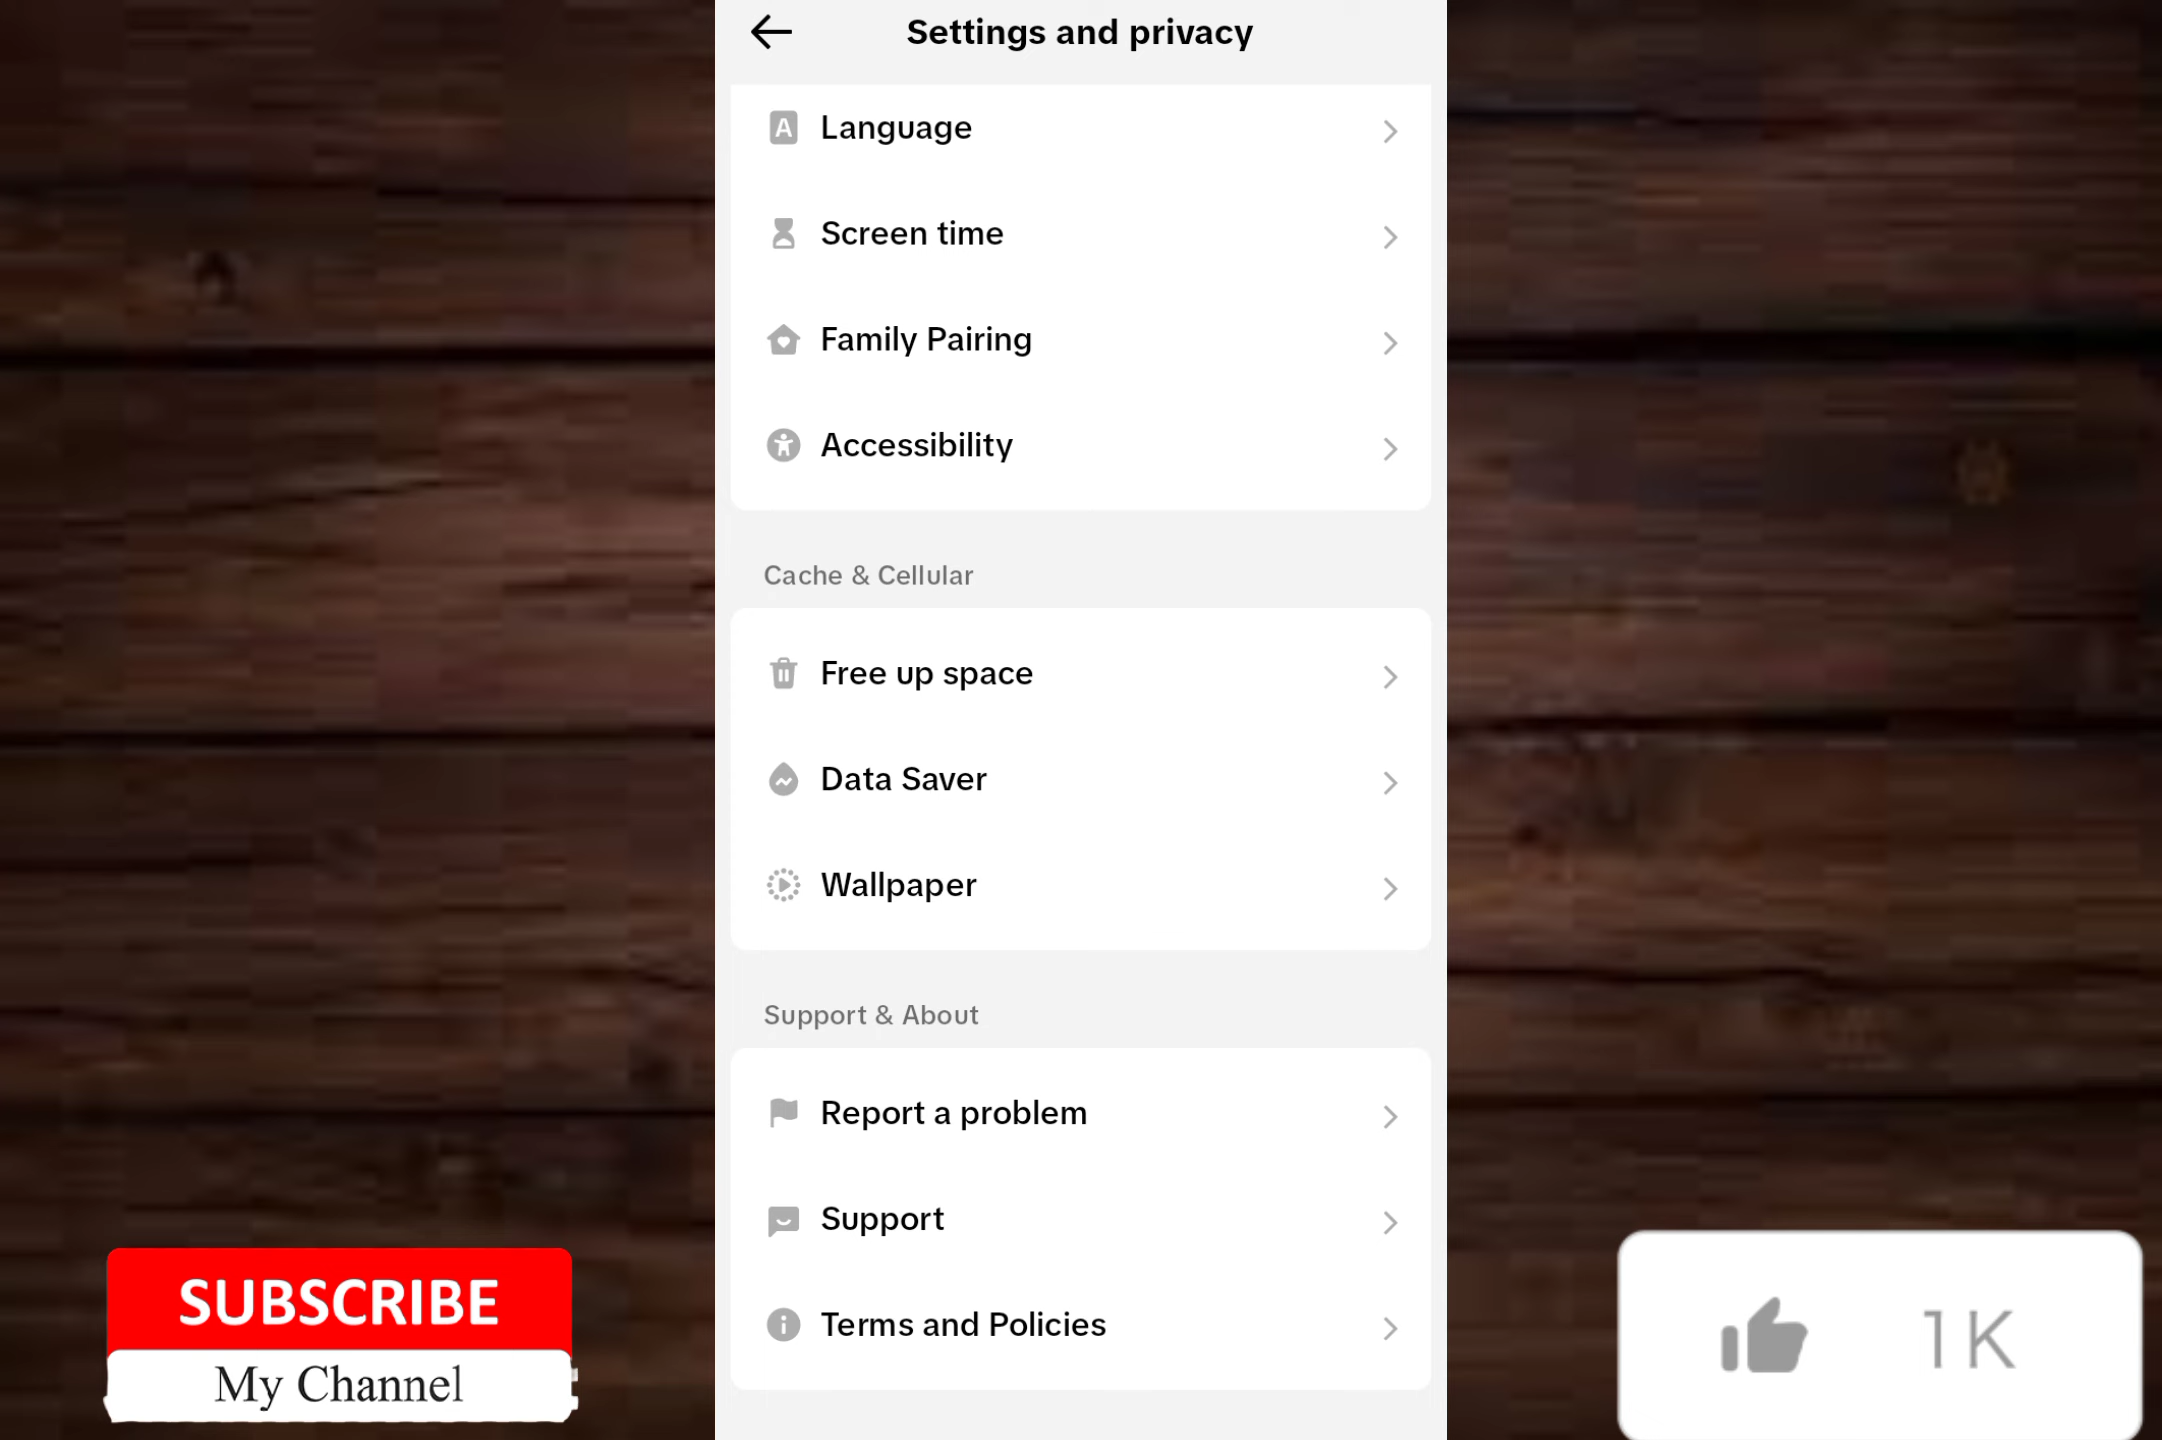 Settings and privacy
Language
Screen time
Family Pairing
Accessibility
Cache & Cellular
Free up space
Data Saver
Wallpaper
Support & About
Report a problem
Support
Terms and Policies
SUBSCRIBE
My Channel
1K